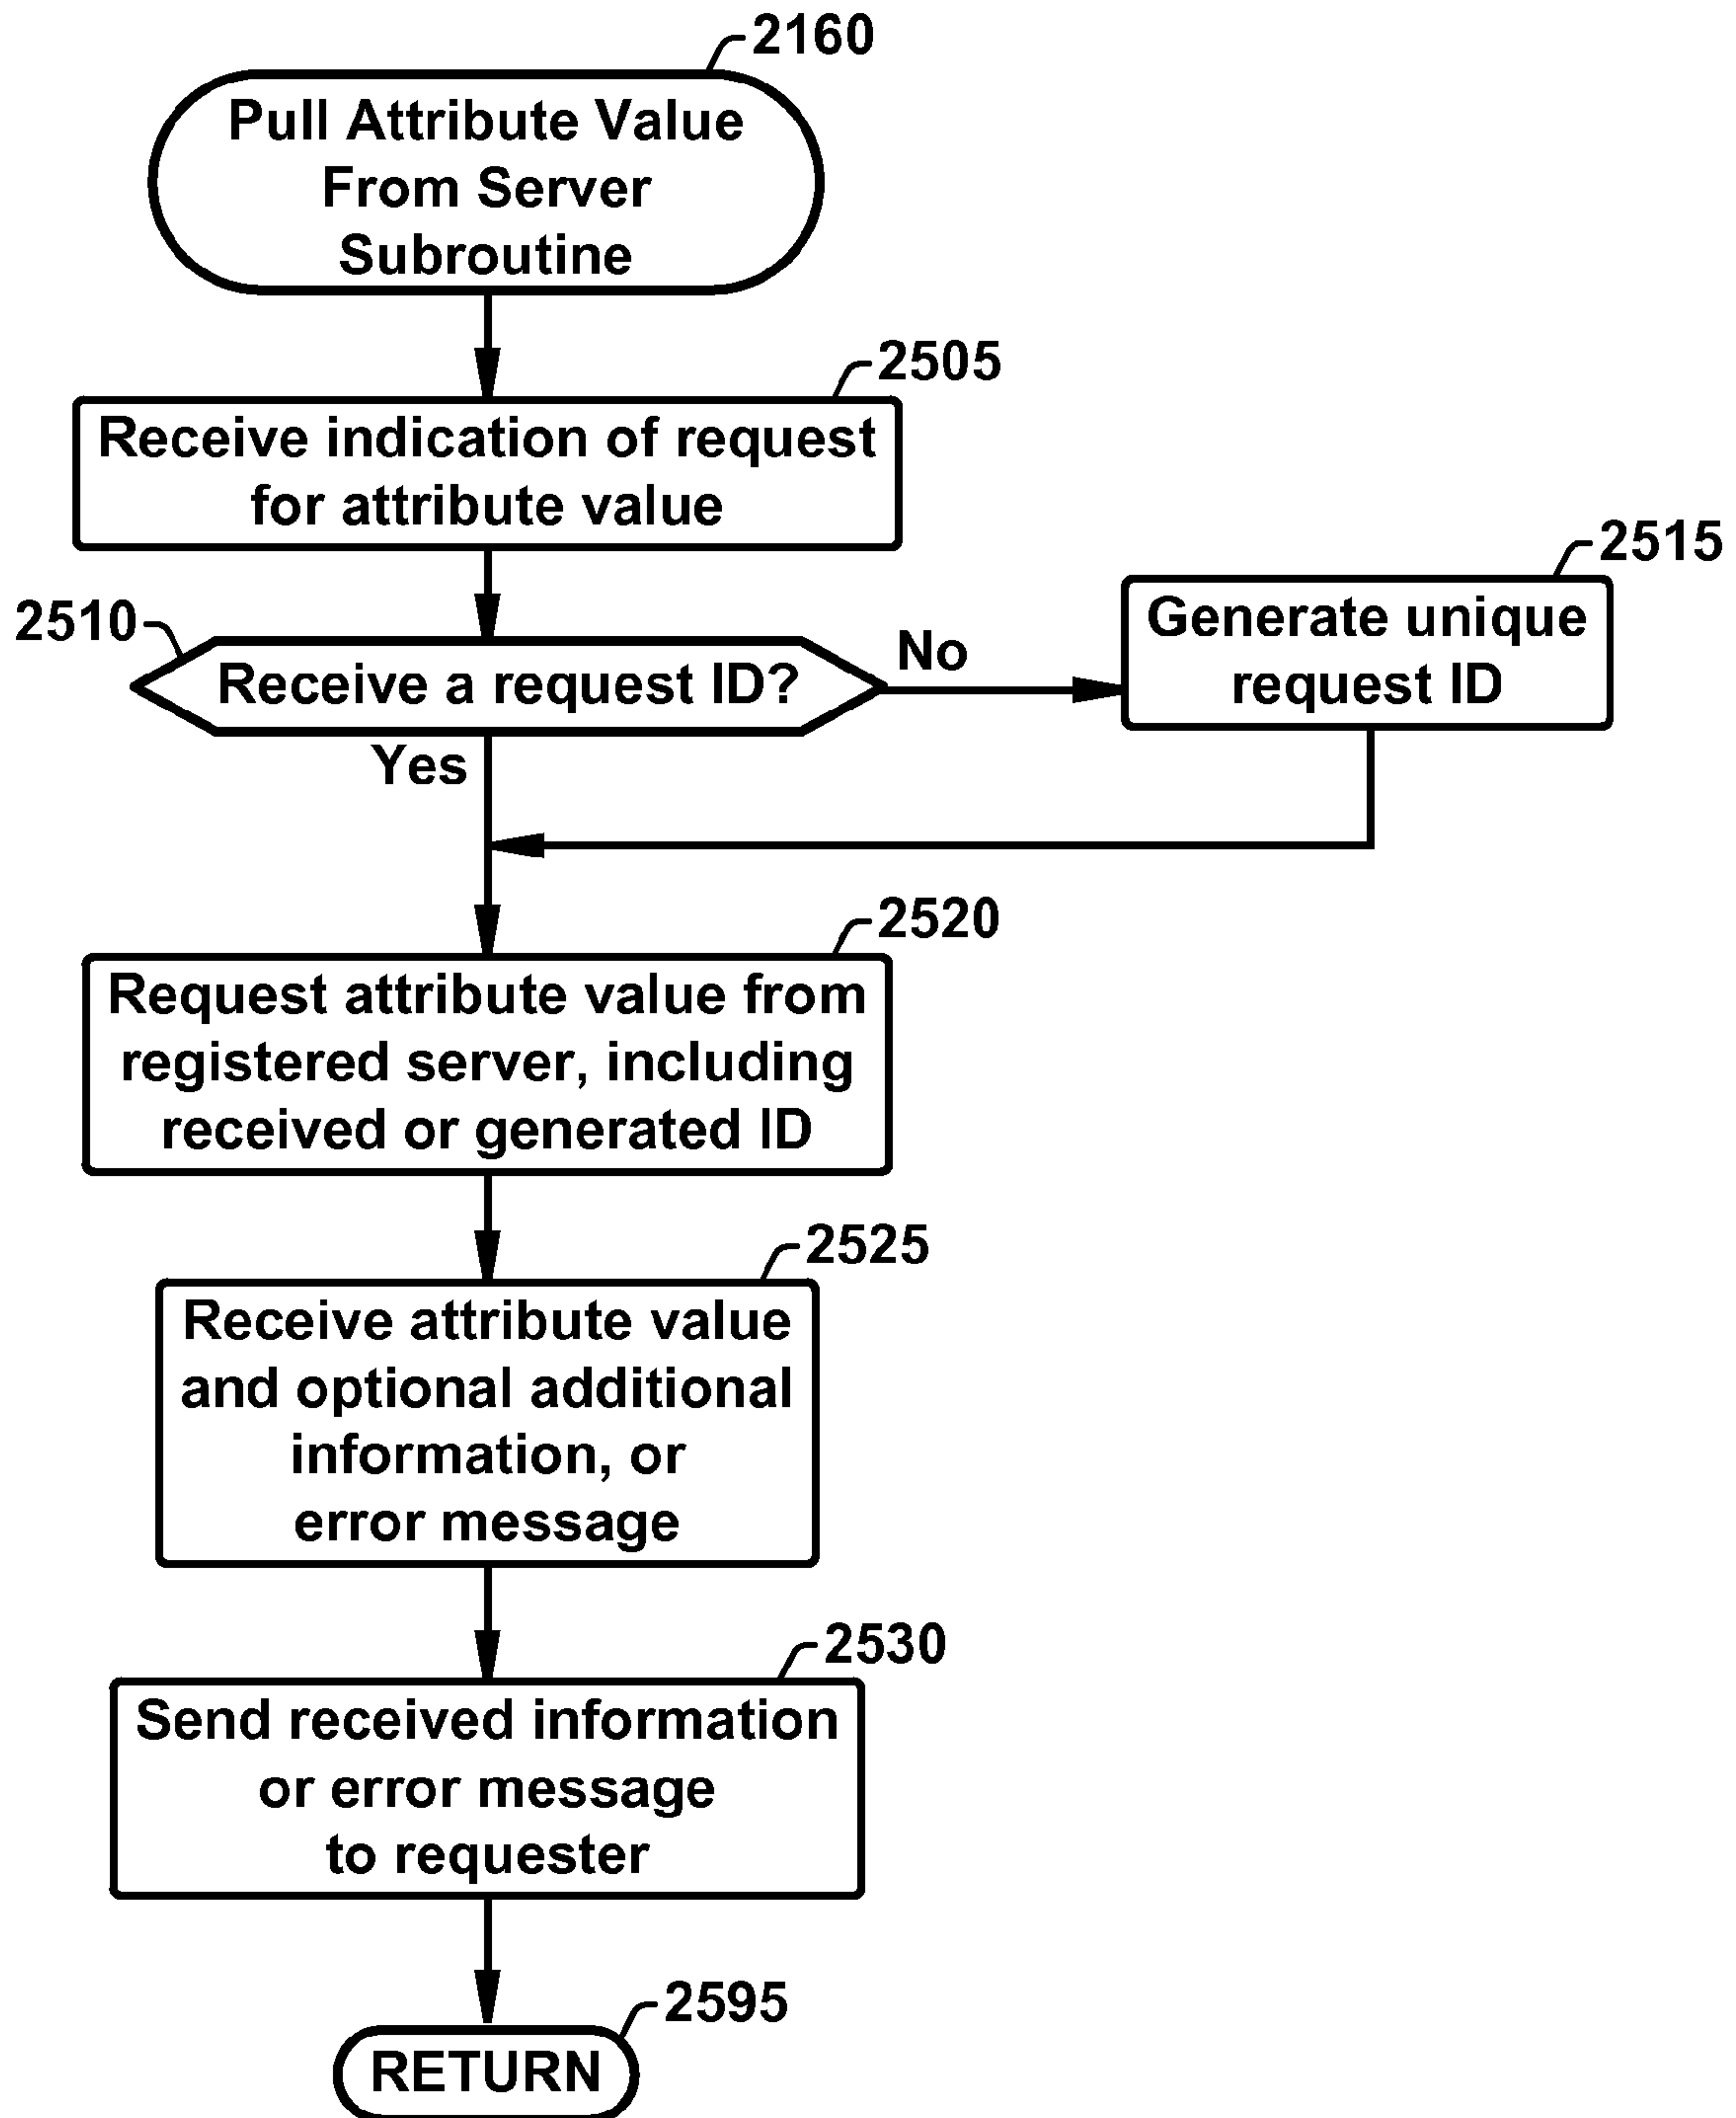 2160
Pull Attribute Value
From Server
Subroutine
2505
Receive indication of request
for attribute value
2510
Receive a request ID?
No
2515
Generate unique
request ID
Yes
2520
Request attribute value from
registered server, including
received or generated ID
2525
Receive attribute value
and optional additional
information, or
error message
2530
Send received information
or error message
to requester
2595
RETURN